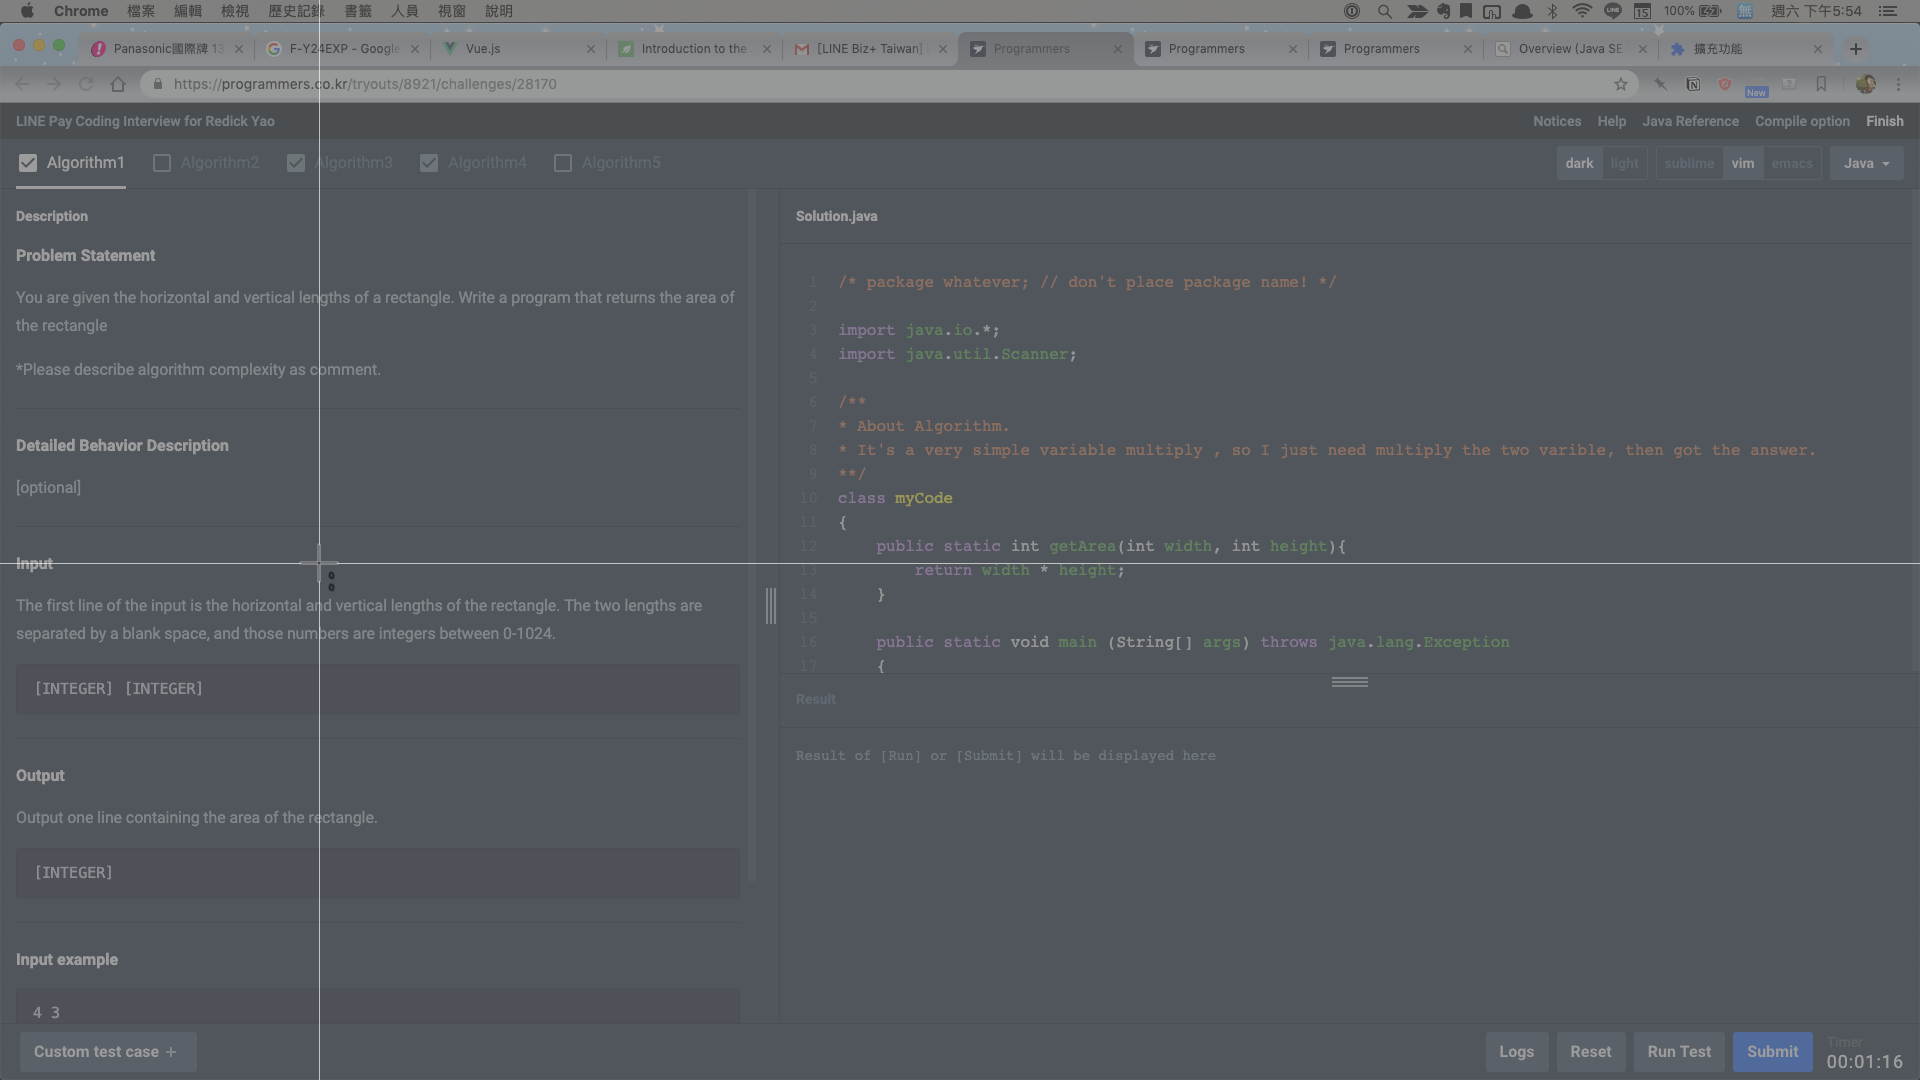 Chrome 檔案 編輯 檢視 歷史記錄 書籤 人員 視窗 說明 15 100% 週六 下午5:54
Panasonic國際牌 13 F-Y24EXP - Google Vue.js Introduction to the [LINE Biz+ Taiwan] Programmers Programmers Programmers Overview (Java SE 擴充功能
https://programmers.co.kr/tryouts/8921/challenges/28170 New
LINE Pay Coding Interview for Redick Yao
Notices Help Java Reference Compile option Finish
Algorithm1 Algorithm2 Algorithm3 Algorithm4 Algorithm5
dark light sublime vim emacs Java
Description
Problem Statement
You are given the horizontal and vertical lengths of a rectangle. Write a program that returns the area of
the rectangle
*Please describe algorithm complexity as comment.
Detailed Behavior Description
[optional]
Input
0
0
The first line of the input is the horizontal and vertical lengths of the rectangle. The two lengths are
separated by a blank space, and those numbers are integers between 0-1024.
[INTEGER] [INTEGER]
Output
Output one line containing the area of the rectangle.
[INTEGER]
Input example
4 3
Custom test case +
Solution.java
1 /* package whatever; // don't place package name! */
2
3 import java.io.*;
4 import java.util.Scanner;
5
6 /**
7 * About Algorithm.
8 * It's a very simple variable multiply , so I just need multiply the two varible, then got the answer.
9 **/
10 class myCode
11 {
12 public static int getArea(int width, int height){
13 return width * height;
14 }
15
16 public static void main (String[] args) throws java.lang.Exception
17 {
Result
Result of [Run] or [Submit] will be displayed here
Logs Reset Run Test Submit
Timer
00:01:16